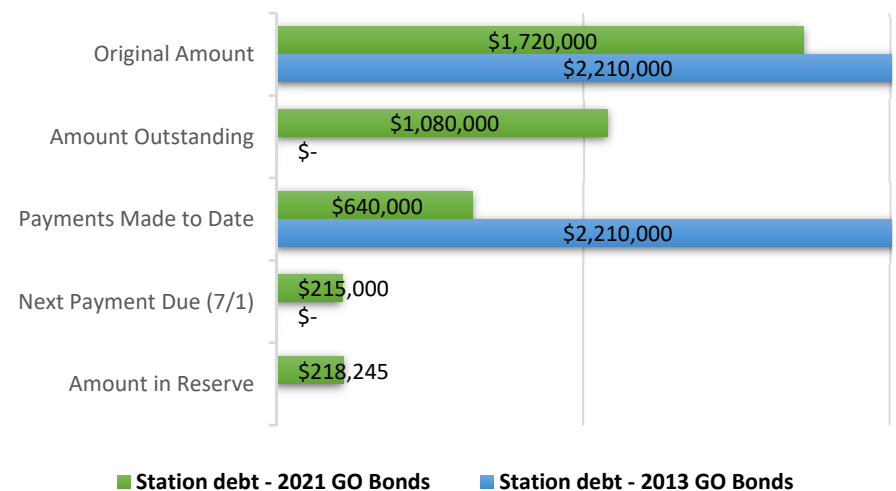 Original Amount
$1,720,000
$2,210,000
Amount Outstanding
$1,080,000
$-
Payments Made to Date
$640,000
$2,210,000
Next Payment Due (7/1)
$215,000
$-
Amount in Reserve
$218,245
Station debt - 2021 GO Bonds Station debt - 2013 GO Bonds